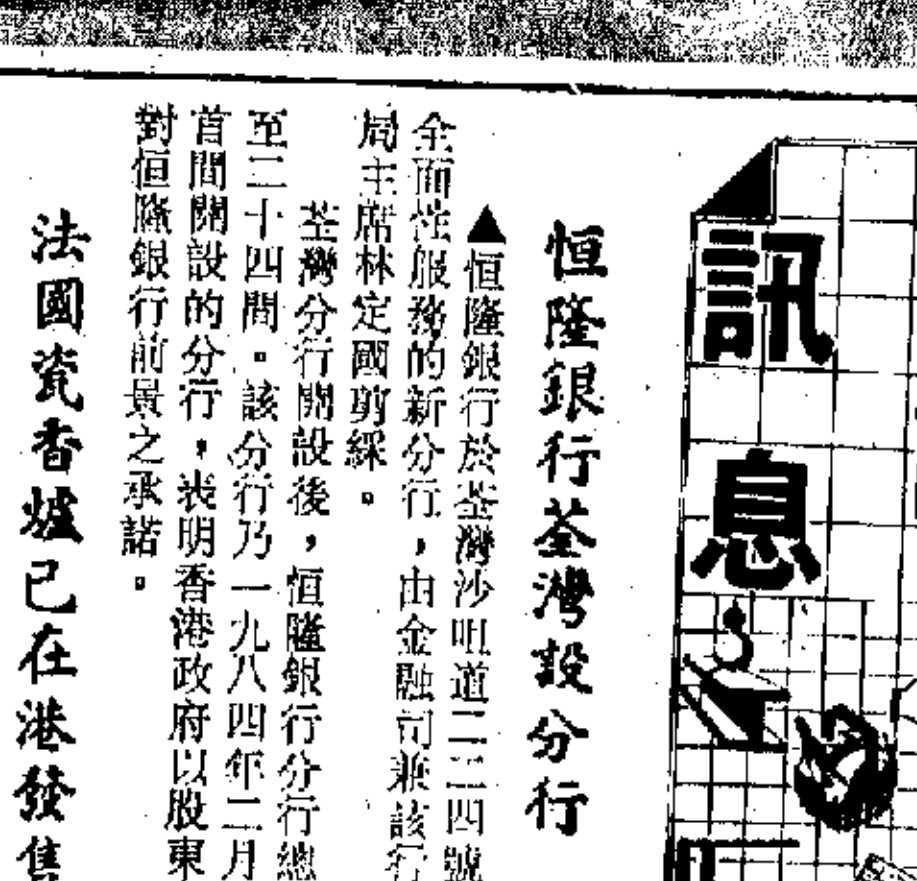 訊息
恒隆銀行荃灣設分行
▲恒隆銀行於荃灣沙咀道二二四號
全面性服務的新分行，由金融司兼該行
局主席林定國剪綵。
荃灣分行開設後，恒隆銀行分行總
至二十四間。該分行乃一九八四年二月
首間開設的分行，表明香港政府以股東
對恒隆銀行前景之承諾。
法國瓷香爐已在港發售